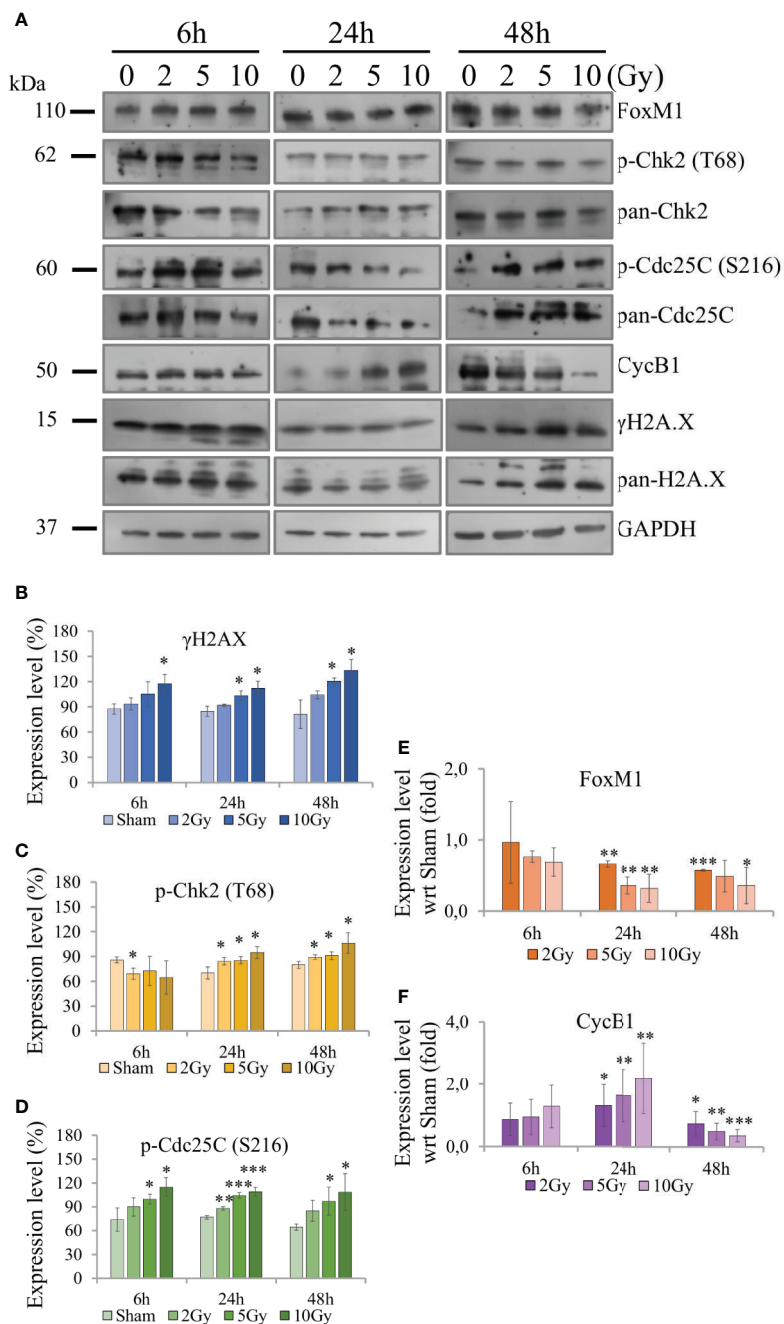 A
6h 24h 48h
kDa 0 2 5 10 0 2 5 10 0 2 5 10 (Gy)
110 FoxM1
62 p-Chk2 (T68)
pan-Chk2
60 p-Cdc25C (S216)
pan-Cdc25C
50 CycB1
15 γH2A.X
pan-H2A.X
37 GAPDH
B
γH2AX
Expression level (%)
180
150
120
90
60
30
0
* * * * *
6h 24h 48h
Sham 2Gy 5Gy 10Gy
C
p-Chk2 (T68)
Expression level (%)
180
150
120
90
60
30
0
* * * * * * *
6h 24h 48h
Sham 2Gy 5Gy 10Gy
D
p-Cdc25C (S216)
Expression level (%)
180
150
120
90
60
30
0
* * ** *** *** * *
6h 24h 48h
Sham 2Gy 5Gy 10Gy
E
FoxM1
Expression level
wrt Sham (fold)
2,0
1,0
0,0
** ** ** *** *
6h 24h 48h
2Gy 5Gy 10Gy
F
CycB1
Expression level
wrt Sham (fold)
4,0
2,0
0,0
* ** ** * ** ***
6h 24h 48h
2Gy 5Gy 10Gy